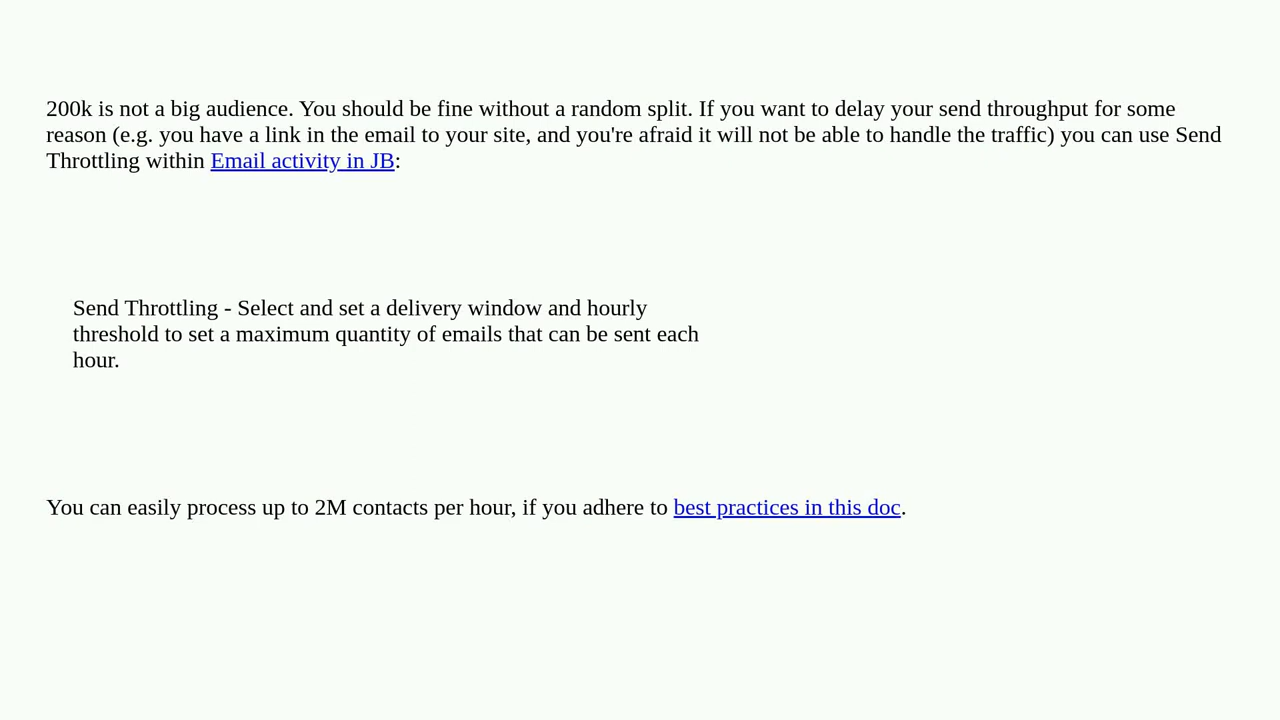 200k is not a big audience. You should be fine without a random split. If you want to delay your send throughput for some
reason (e.g. you have a link in the email to your site, and you're afraid it will not be able to handle the traffic) you can use Send
Throttling within Email activity in JB:
Send Throttling - Select and set a delivery window and hourly
threshold to set a maximum quantity of emails that can be sent each
hour.
You can easily process up to 2M contacts per hour, if you adhere to best practices in this doc.